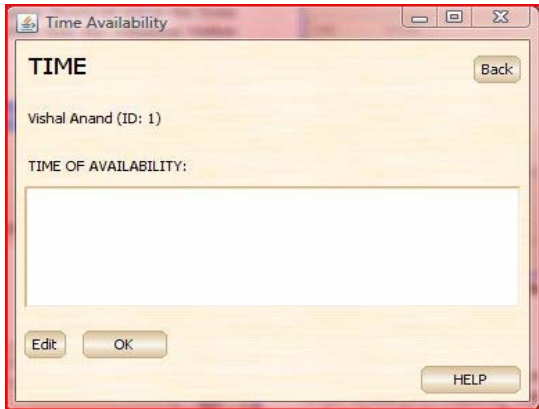 Time Availability
TIME
Back
Vishal Anand (ID: 1)
TIME OF AVAILABILITY:
Edit OK
HELP